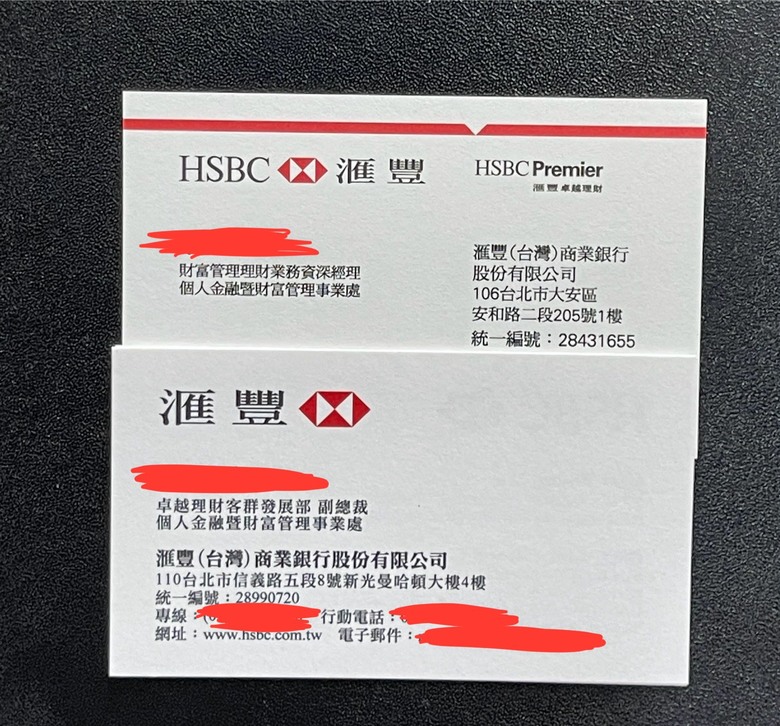 HSBC 滙豐
HSBC Premier
滙豐 卓越理財
財富管理理財業務資深經理
個人金融暨財富管理事業處
滙豐(台灣)商業銀行
股份有限公司
106台北市大安區
安和路二段205號1樓
統一編號：28431655
滙豐
卓越理財客群發展部 副總裁
個人金融暨財富管理事業處
滙豐(台灣)商業銀行股份有限公司
110台北市信義路五段8號新光曼哈頓大樓4樓
統一編號：28990720
專線：( 行動電話：
網址：www.hsbc.com.tw 電子郵件：